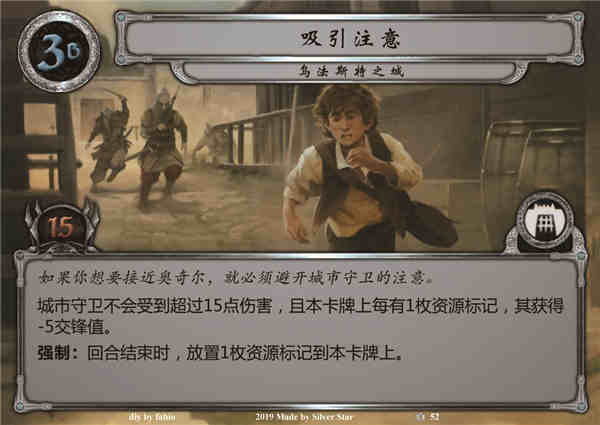 3B
吸引注意
乌法斯特之城
15
如果你想要接近奥奇尔，就必须避开城市守卫的注意。
城市守卫不会受到超过15点伤害，且本卡牌上每有1枚资源标记，其获得
-5交锋值。
强制：回合结束时，放置1枚资源标记到本卡牌上。
diy by fabio
2019 Made by Silver Star
52